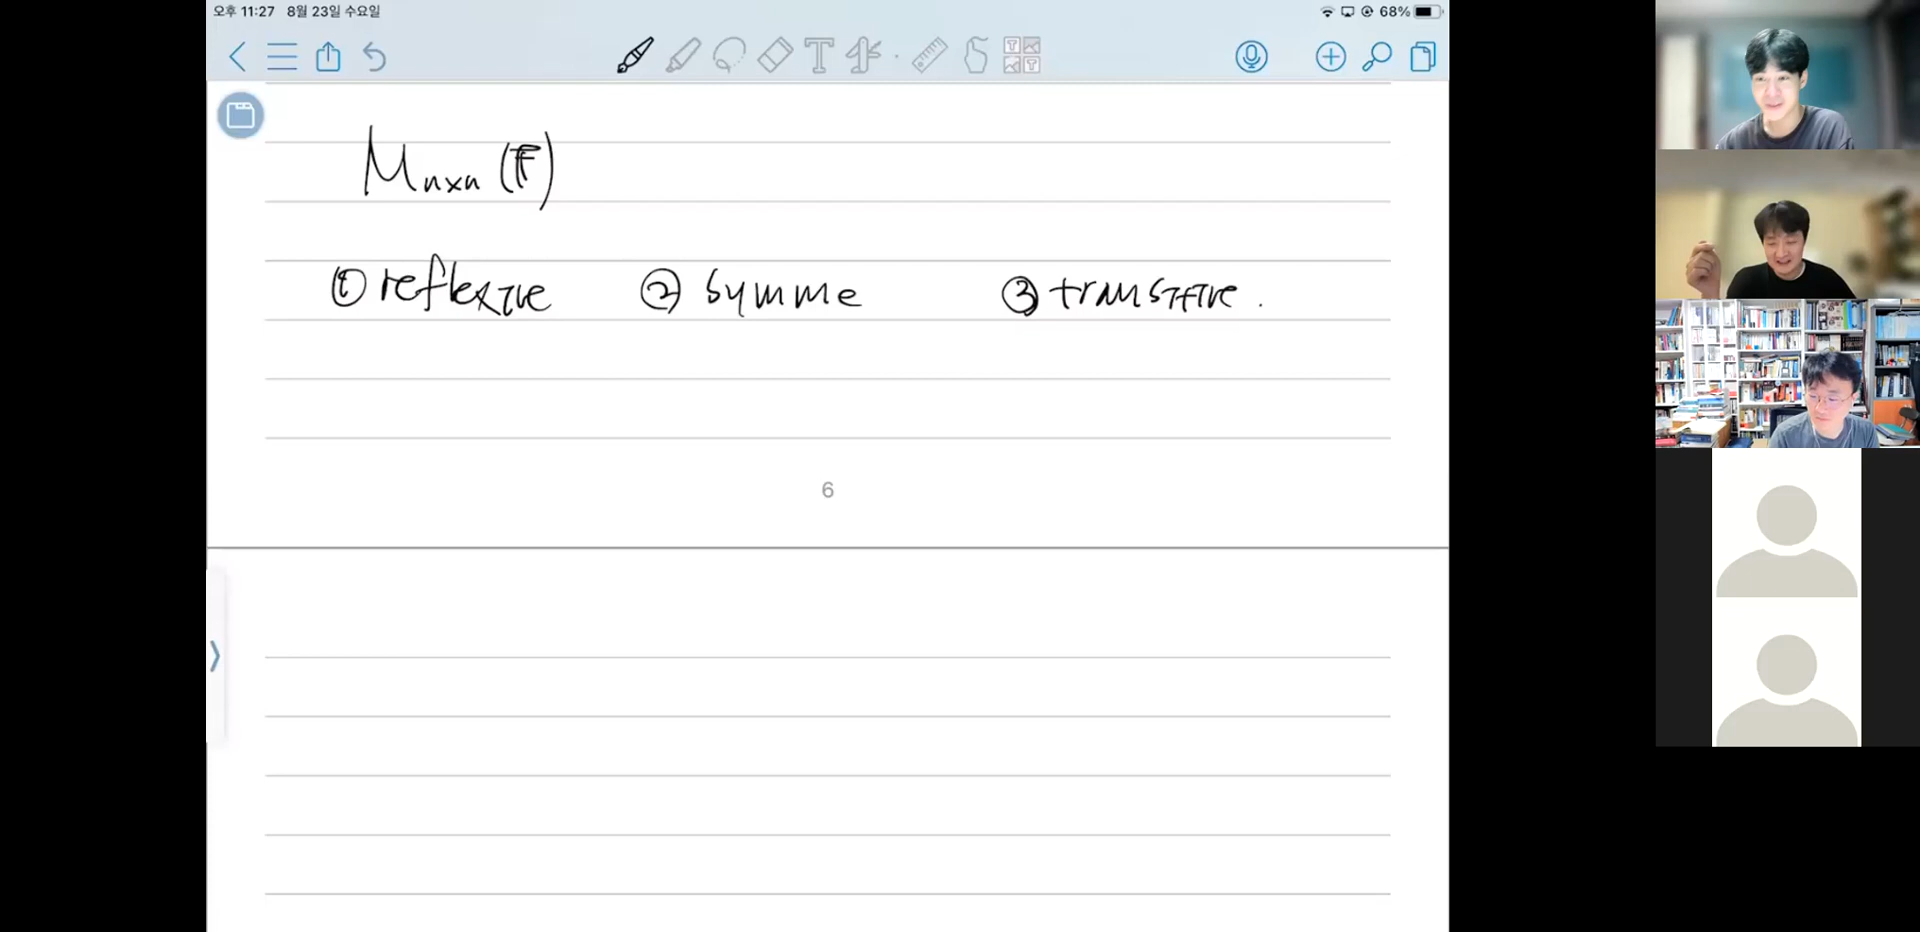 오후 11:27 8월 23일 수요일 68%
M n×n (F)
① reflexive ② symme ③ transitive .
6